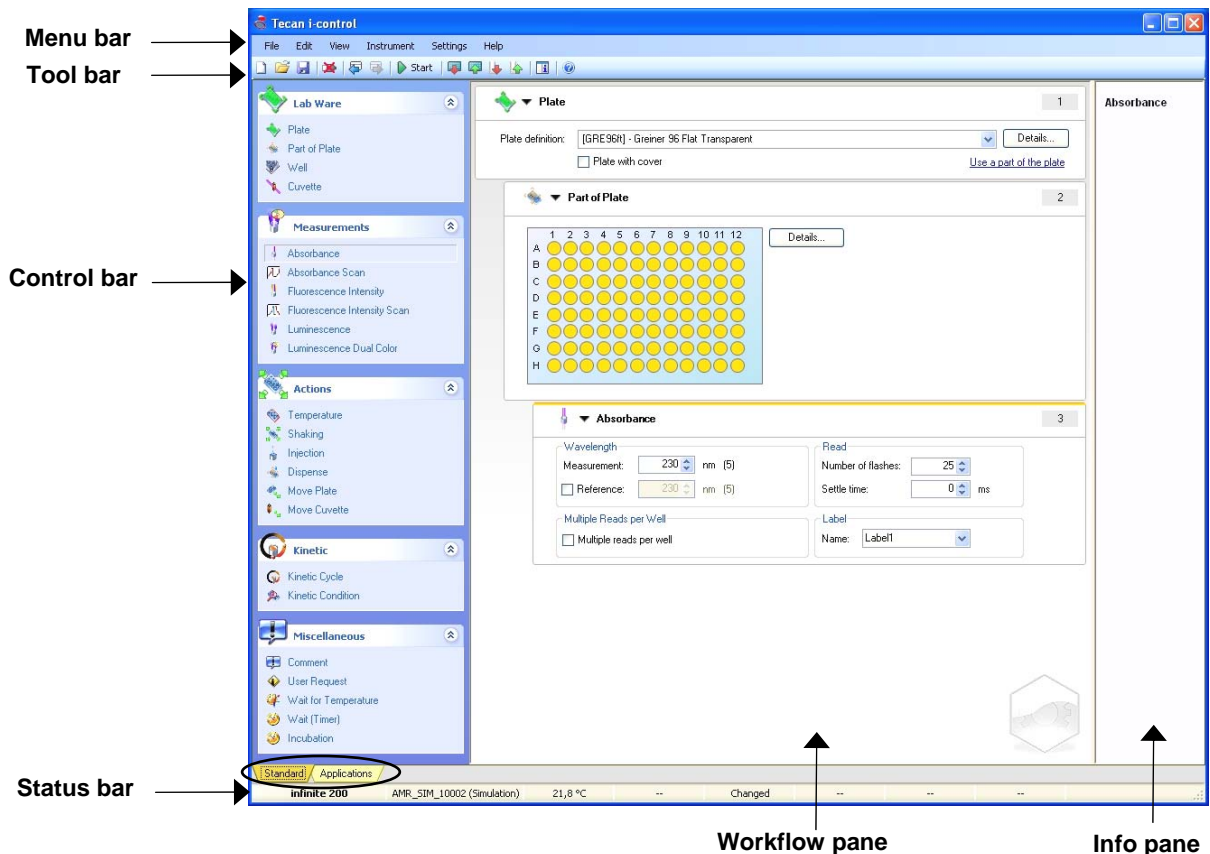 Tecan i-control
Menu bar
File Edit View Instrument Settings Help
Tool bar
Start
Lab Ware
Plate
Part of Plate
Well
Cuvette
Measurements
Control bar
Absorbance
Absorbance Scan
Fluorescence Intensity
Fluorescence Intensity Scan
Luminescence
Luminescence Dual Color
Actions
Temperature
Shaking
Injection
Dispense
Move Plate
Move Cuvette
Kinetic
Kinetic Cycle
Kinetic Condition
Miscellaneous
Comment
User Request
Wait for Temperature
Wait (Timer)
Incubation
Plate 1
Plate definition: [GRE96ft] - Greiner 96 Flat Transparent Details...
Plate with cover Use a part of the plate
Part of Plate 2
1 2 3 4 5 6 7 8 9 10 11 12 Details...
A
B
C
D
E
F
G
H
Absorbance 3
Wavelength
Measurement: 230 nm (5)
Reference: 230 nm (5)
Read
Number of flashes: 25
Settle time: 0 ms
Multiple Reads per Well
Multiple reads per well
Label
Name: Label1
Absorbance
Standard Applications
Status bar
infinite 200 AMR_SIM_10002 (Simulation) 21,8 °C -- Changed -- -- --
Workflow pane
Info pane